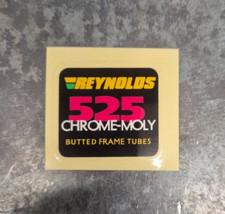 REYNOLDS
525
CHROME-MOLY
BUTTED FRAME TUBES